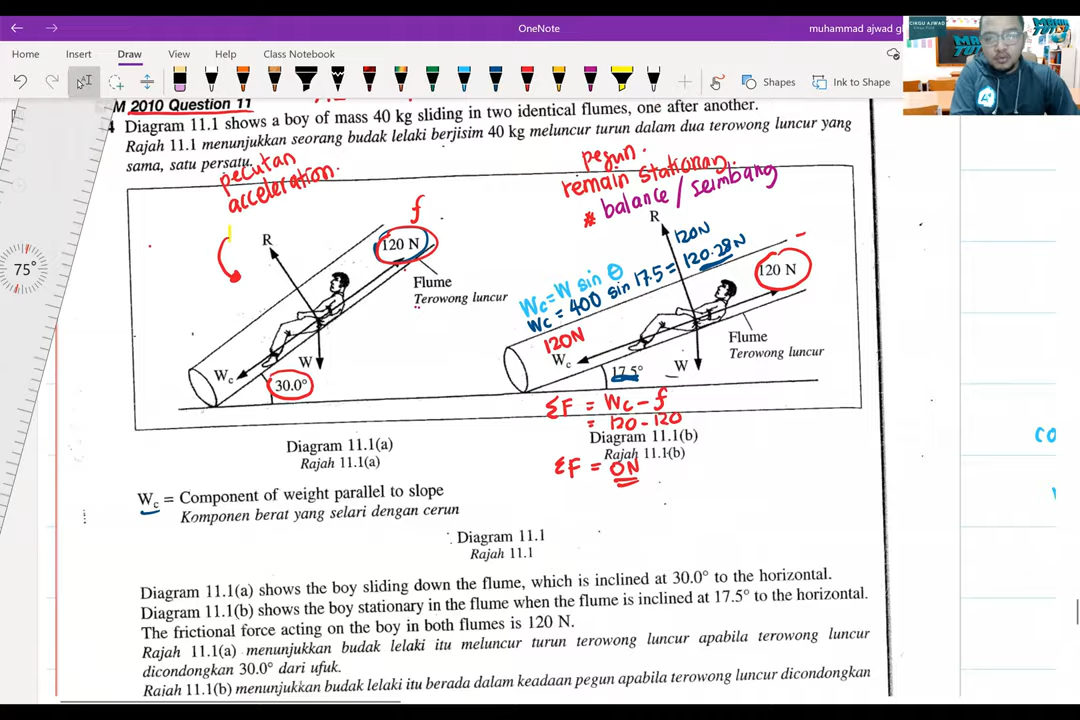 OneNote
muhammad ajwad
CIKGU AJWAD
Home Insert Draw View Help Class Notebook
Shapes Ink to Shape
M 2010 Question 11
4 Diagram 11.1 shows a boy of mass 40 kg sliding in two identical flumes, one after another.
Rajah 11.1 menunjukkan seorang budak lelaki berjisim 40 kg meluncur turun dalam dua terowong luncur yang
sama, satu persatu.
pecutan
acceleration.
f
R
120 N
Flume
Terowong luncur
W
Wc
30.0°
Diagram 11.1(a)
Rajah 11.1(a)
pegun.
remain stationary.
* balance / seimbang
R
120N
Wc = W sin θ
Wc = 400 sin 17.5 = 120.28N
120 N
120N
Wc
Flume
Terowong luncur
17.5°
W
ΣF = Wc - f
= 120 - 120
Diagram 11.1(b)
Rajah 11.1(b)
ΣF = 0N
75°
co
Wc = Component of weight parallel to slope
Komponen berat yang selari dengan cerun
Diagram 11.1
Rajah 11.1
Diagram 11.1(a) shows the boy sliding down the flume, which is inclined at 30.0° to the horizontal.
Diagram 11.1(b) shows the boy stationary in the flume when the flume is inclined at 17.5° to the horizontal.
The frictional force acting on the boy in both flumes is 120 N.
Rajah 11.1(a) menunjukkan budak lelaki itu meluncur turun terowong luncur apabila terowong luncur
dicondongkan 30.0° dari ufuk.
Rajah 11.1(b) menunjukkan budak lelaki itu berada dalam keadaan pegun apabila terowong luncur dicondongkan